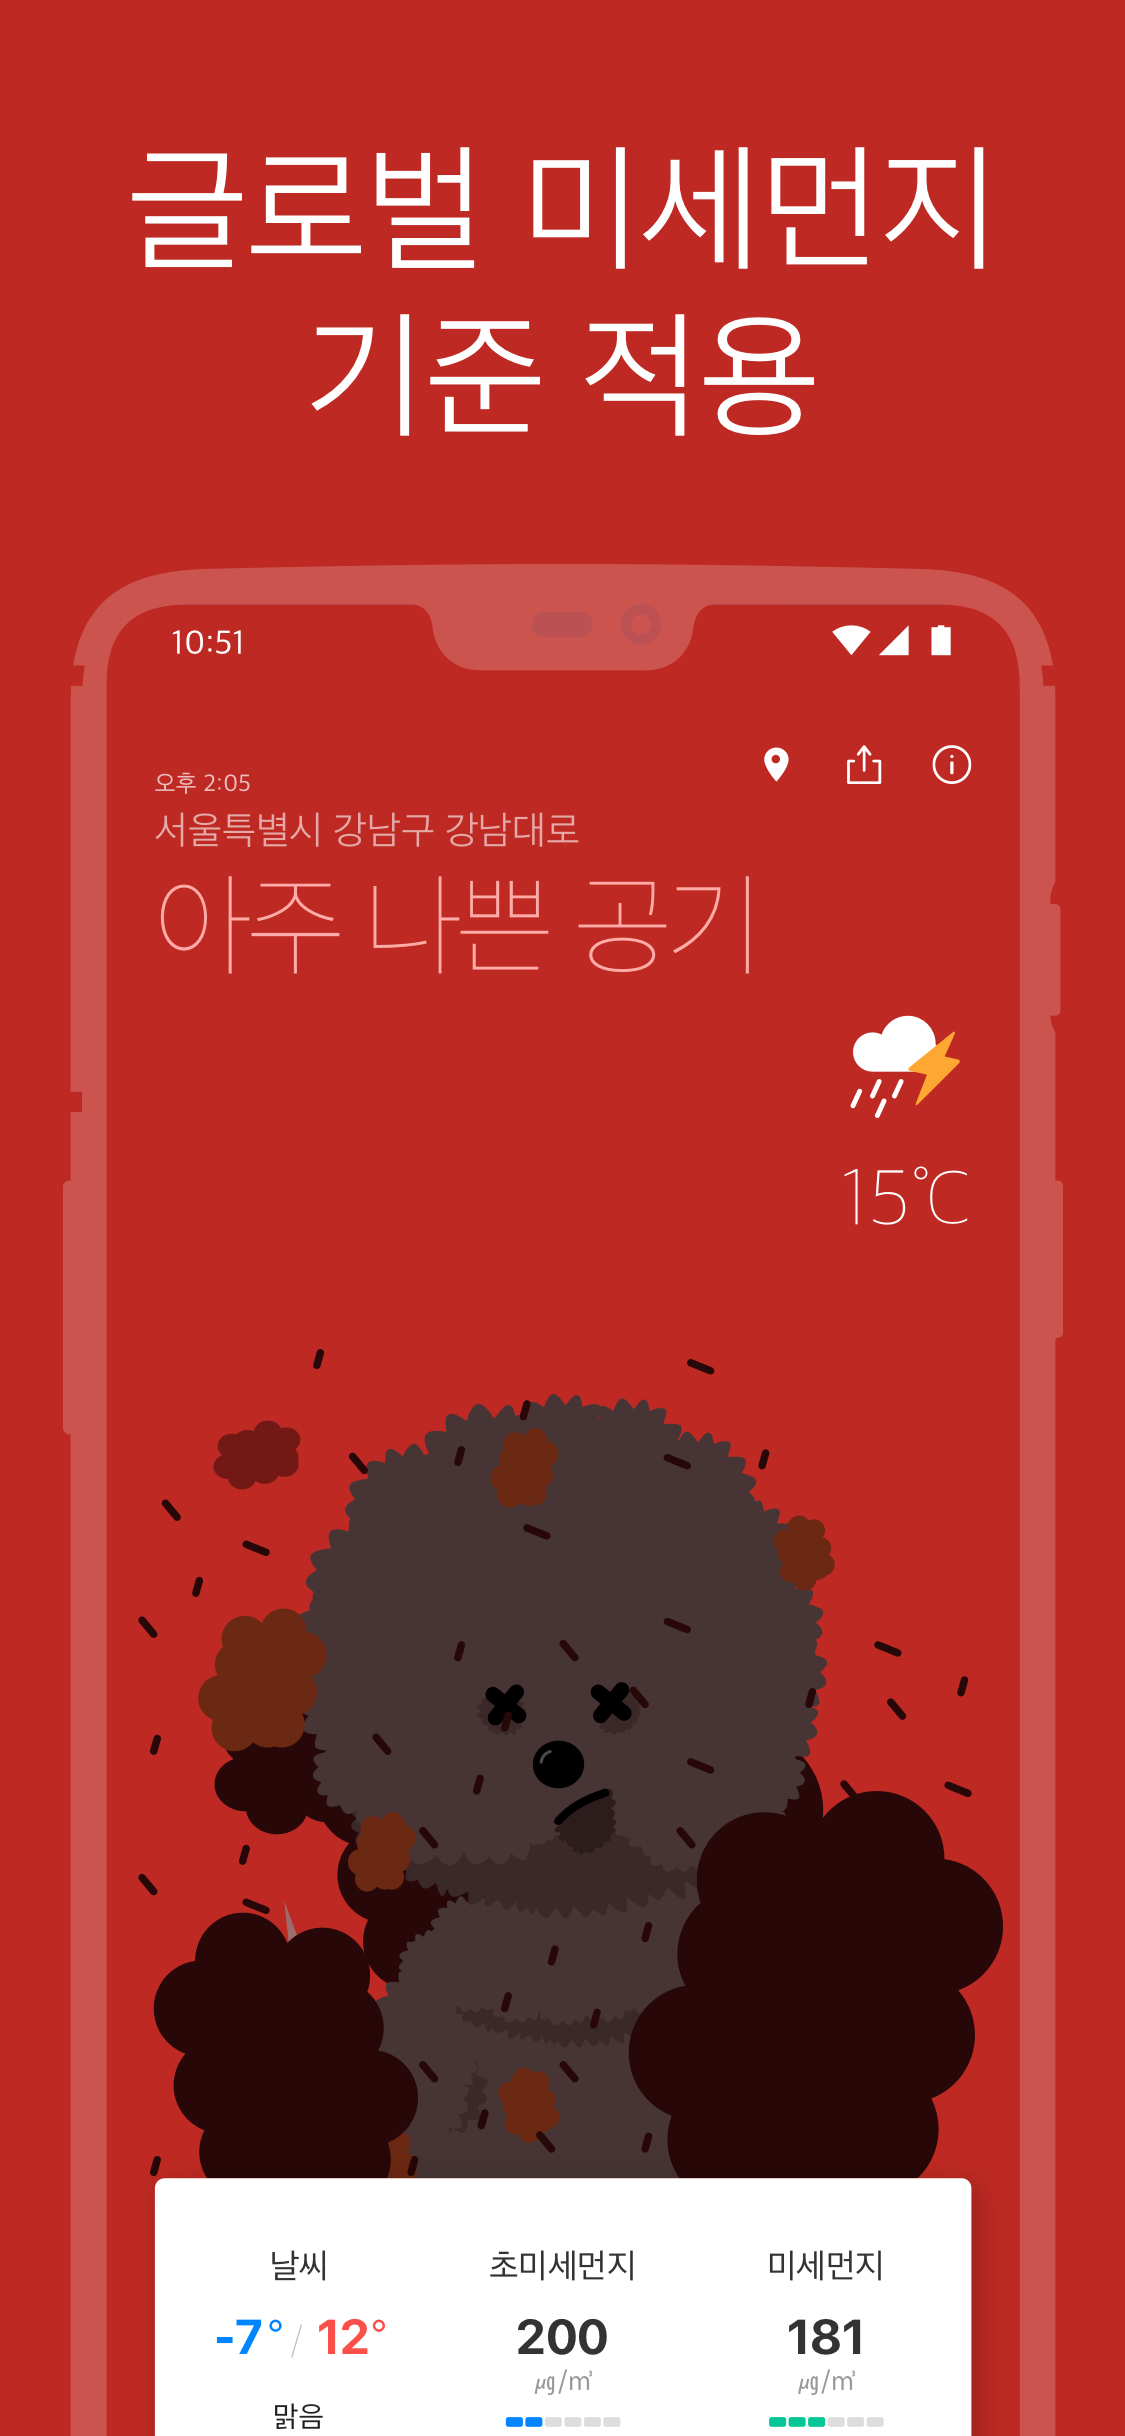 글로벌 미세먼지
기준 적용
10:51
오후 2:05
서울특별시 강남구 강남대로
아주 나쁜 공기
15°C
날씨 초미세먼지 미세먼지
-7° / 12° 200 181
㎍/㎥ ㎍/㎥
맑음